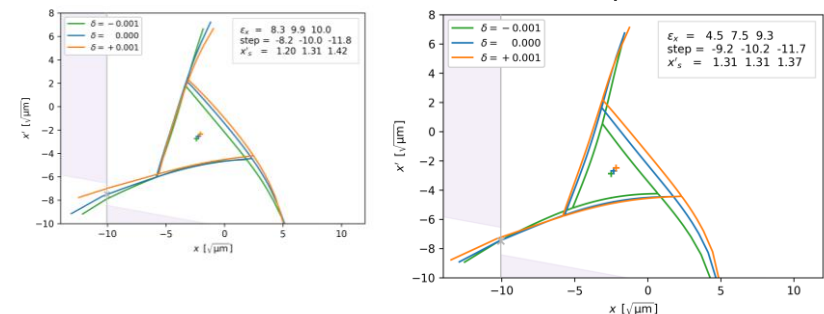 8
6
4
2
0
−2
−4
−6
−8
−10
x′ [√μm]
δ = −0.001
δ = 0.000
δ = +0.001
εx = 8.3 9.9 10.0
step = -8.2 -10.0 -11.8
x′s = 1.20 1.31 1.42
−10 −5 0 5 10
x [√μm]
8
6
4
2
0
−2
−4
−6
−8
−10
x′ [√μm]
δ = −0.001
δ = 0.000
δ = +0.001
εx = 4.5 7.5 9.3
step = -9.2 -10.2 -11.7
x′s = 1.31 1.31 1.37
−10 −5 0 5 10
x [√μm]